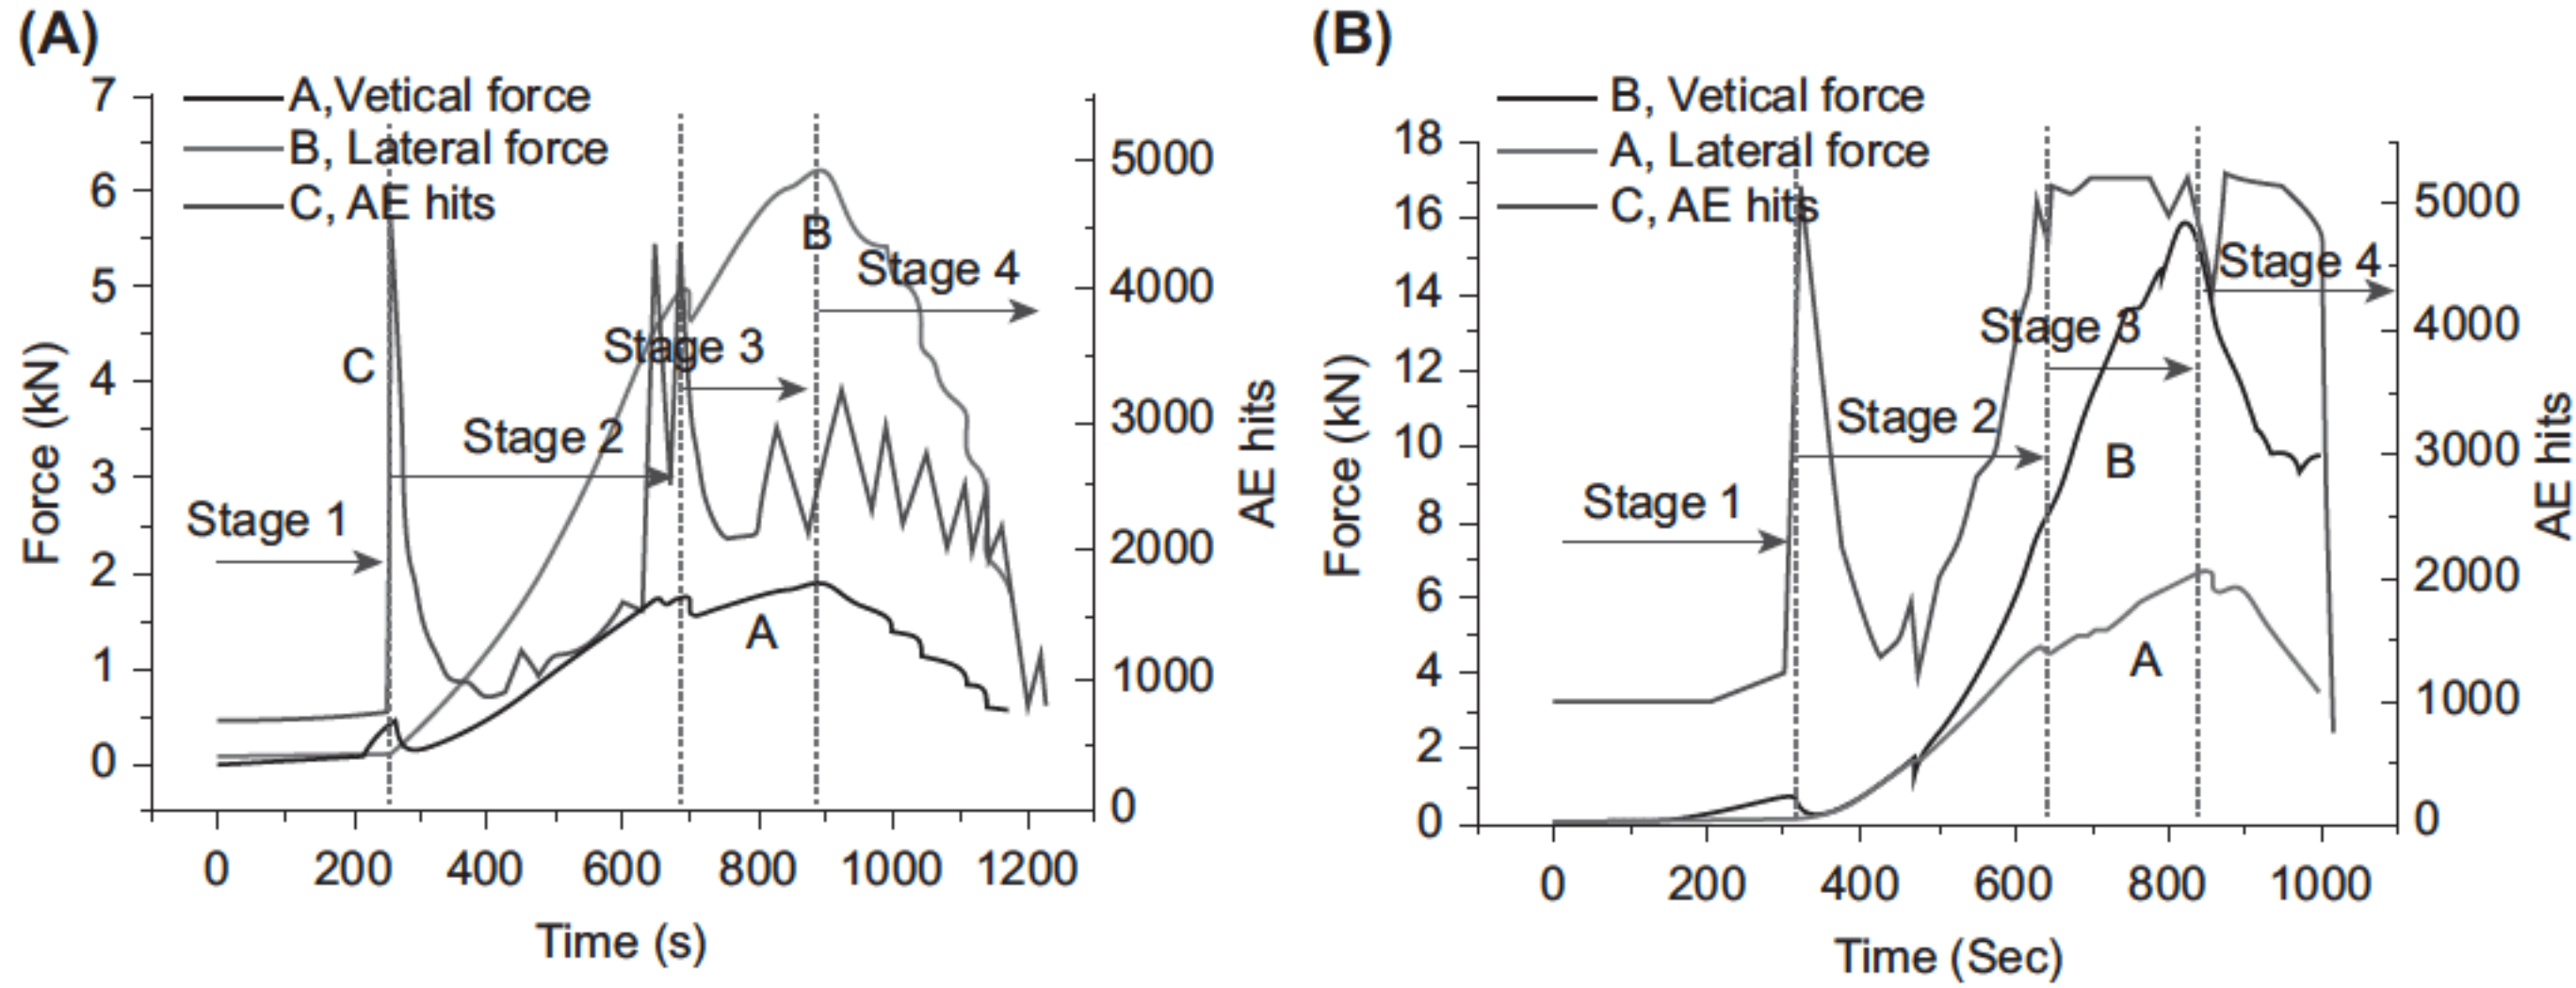 (A)
7
6
5
4
3
2
1
0
Force (kN)
A,Vetical force
B, Lateral force
C, AE hits
C
B
A
Stage 1
Stage 2
Stage 3
Stage 4
5000
4000
3000
2000
1000
0
AE hits
0 200 400 600 800 1000 1200
Time (s)
(B)
18
16
14
12
10
8
6
4
2
0
Force (kN)
B, Vetical force
A, Lateral force
C, AE hits
Stage 1
Stage 2
Stage 3
Stage 4
B
A
5000
4000
3000
2000
1000
0
AE hits
0 200 400 600 800 1000
Time (Sec)